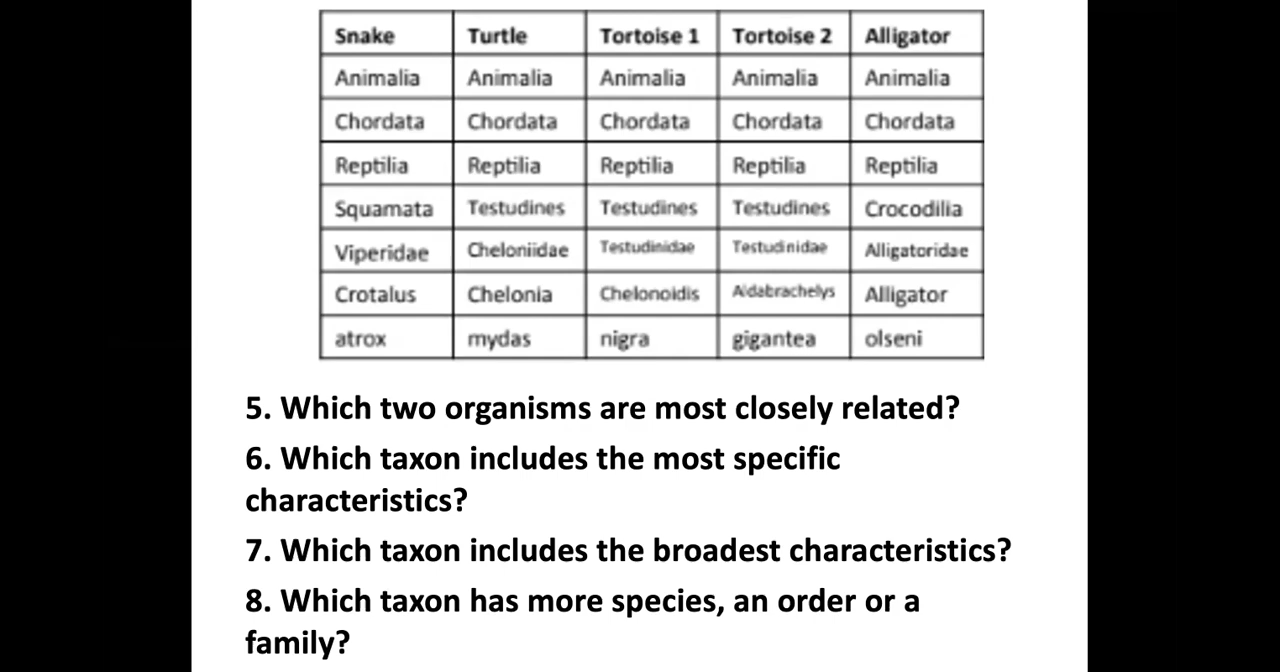 Snake Turtle Tortoise 1 Tortoise 2 Alligator
Animalia Animalia Animalia Animalia Animalia
Chordata Chordata Chordata Chordata Chordata
Reptilia Reptilia Reptilia Reptilia Reptilia
Squamata Testudines Testudines Testudines Crocodilia
Viperidae Cheloniidae Testudinidae Testudinidae Alligatoridae
Crotalus Chelonia Chelonoidis Aldabrachelys Alligator
atrox mydas nigra gigantea olseni
5. Which two organisms are most closely related?
6. Which taxon includes the most specific
characteristics?
7. Which taxon includes the broadest characteristics?
8. Which taxon has more species, an order or a
family?